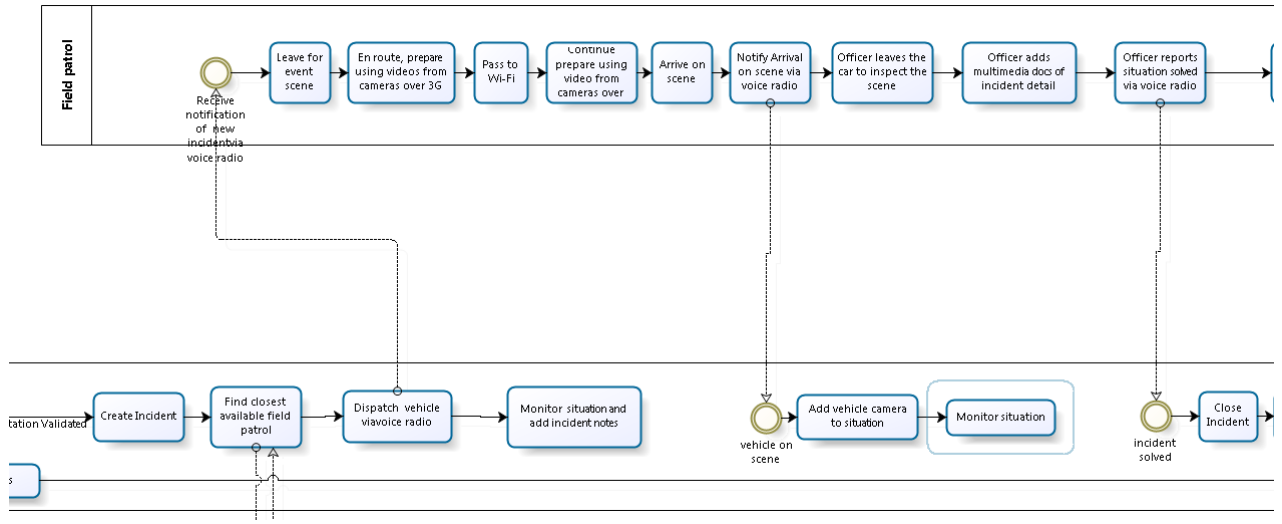 Field patrol
Leave for
event
scene
En route, prepare
using videos from
cameras over 3G
Pass to
Wi-Fi
Continue
prepare using
video from
cameras over
Arrive on
scene
Notify Arrival
on scene via
voice radio
Officer leaves the
car to inspect the
scene
Officer adds
multimedia docs of
incident detail
Officer reports
situation solved
via voice radio
Receive
notification
of new
incidentvia
voice radio
tation Validated
Create Incident
Find closest
available field
patrol
Dispatch vehicle
viavoice radio
Monitor situation and
add incident notes
vehicle on
scene
Add vehicle camera
to situation
Monitor situation
incident
solved
Close
Incident
s